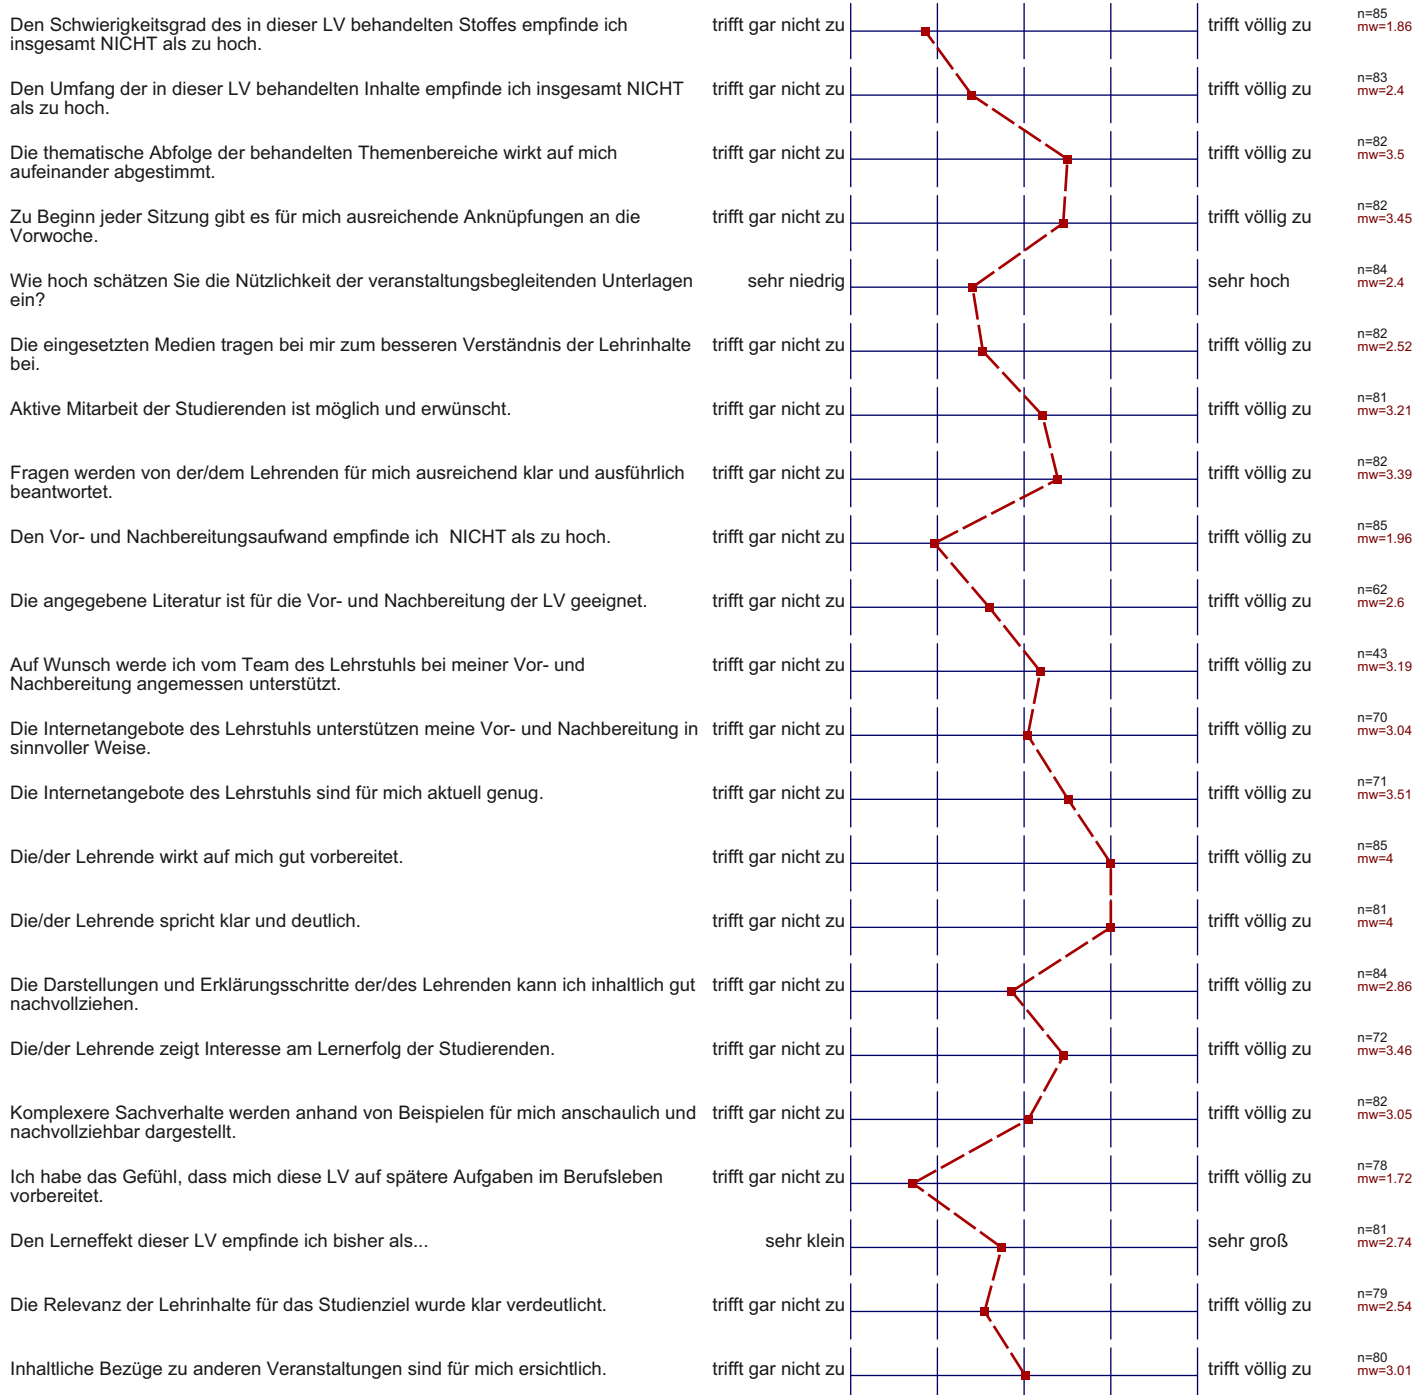 Den Schwierigkeitsgrad des in dieser LV behandelten Stoffes empfinde ich
insgesamt NICHT als zu hoch.
trifft gar nicht zu
trifft völlig zu
n=85
mw=1.86
Den Umfang der in dieser LV behandelten Inhalte empfinde ich insgesamt NICHT
als zu hoch.
trifft gar nicht zu
trifft völlig zu
n=83
mw=2.4
Die thematische Abfolge der behandelten Themenbereiche wirkt auf mich
aufeinander abgestimmt.
trifft gar nicht zu
trifft völlig zu
n=82
mw=3.5
Zu Beginn jeder Sitzung gibt es für mich ausreichende Anknüpfungen an die
Vorwoche.
trifft gar nicht zu
trifft völlig zu
n=82
mw=3.45
Wie hoch schätzen Sie die Nützlichkeit der veranstaltungsbegleitenden Unterlagen
ein?
sehr niedrig
sehr hoch
n=84
mw=2.4
Die eingesetzten Medien tragen bei mir zum besseren Verständnis der Lehrinhalte
bei.
trifft gar nicht zu
trifft völlig zu
n=82
mw=2.52
Aktive Mitarbeit der Studierenden ist möglich und erwünscht.
trifft gar nicht zu
trifft völlig zu
n=81
mw=3.21
Fragen werden von der/dem Lehrenden für mich ausreichend klar und ausführlich
beantwortet.
trifft gar nicht zu
trifft völlig zu
n=82
mw=3.39
Den Vor- und Nachbereitungsaufwand empfinde ich  NICHT als zu hoch.
trifft gar nicht zu
trifft völlig zu
n=85
mw=1.96
Die angegebene Literatur ist für die Vor- und Nachbereitung der LV geeignet.
trifft gar nicht zu
trifft völlig zu
n=62
mw=2.6
Auf Wunsch werde ich vom Team des Lehrstuhls bei meiner Vor- und
Nachbereitung angemessen unterstützt.
trifft gar nicht zu
trifft völlig zu
n=43
mw=3.19
Die Internetangebote des Lehrstuhls unterstützen meine Vor- und Nachbereitung in
sinnvoller Weise.
trifft gar nicht zu
trifft völlig zu
n=70
mw=3.04
Die Internetangebote des Lehrstuhls sind für mich aktuell genug.
trifft gar nicht zu
trifft völlig zu
n=71
mw=3.51
Die/der Lehrende wirkt auf mich gut vorbereitet.
trifft gar nicht zu
trifft völlig zu
n=85
mw=4
Die/der Lehrende spricht klar und deutlich.
trifft gar nicht zu
trifft völlig zu
n=81
mw=4
Die Darstellungen und Erklärungsschritte der/des Lehrenden kann ich inhaltlich gut
nachvollziehen.
trifft gar nicht zu
trifft völlig zu
n=84
mw=2.86
Die/der Lehrende zeigt Interesse am Lernerfolg der Studierenden.
trifft gar nicht zu
trifft völlig zu
n=72
mw=3.46
Komplexere Sachverhalte werden anhand von Beispielen für mich anschaulich und
nachvollziehbar dargestellt.
trifft gar nicht zu
trifft völlig zu
n=82
mw=3.05
Ich habe das Gefühl, dass mich diese LV auf spätere Aufgaben im Berufsleben
vorbereitet.
trifft gar nicht zu
trifft völlig zu
n=78
mw=1.72
Den Lerneffekt dieser LV empfinde ich bisher als...
sehr klein
sehr groß
n=81
mw=2.74
Die Relevanz der Lehrinhalte für das Studienziel wurde klar verdeutlicht.
trifft gar nicht zu
trifft völlig zu
n=79
mw=2.54
Inhaltliche Bezüge zu anderen Veranstaltungen sind für mich ersichtlich.
trifft gar nicht zu
trifft völlig zu
n=80
mw=3.01